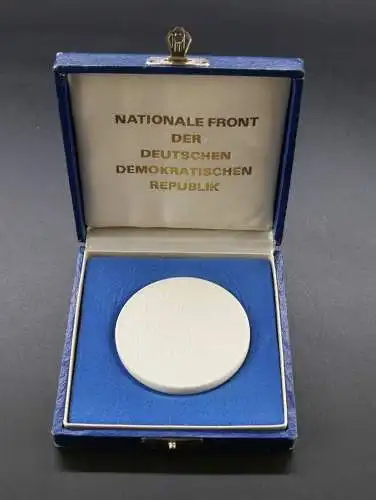 NATIONALE FRONT
DER
DEUTSCHEN
DEMOKRATISCHEN
REPUBLIK